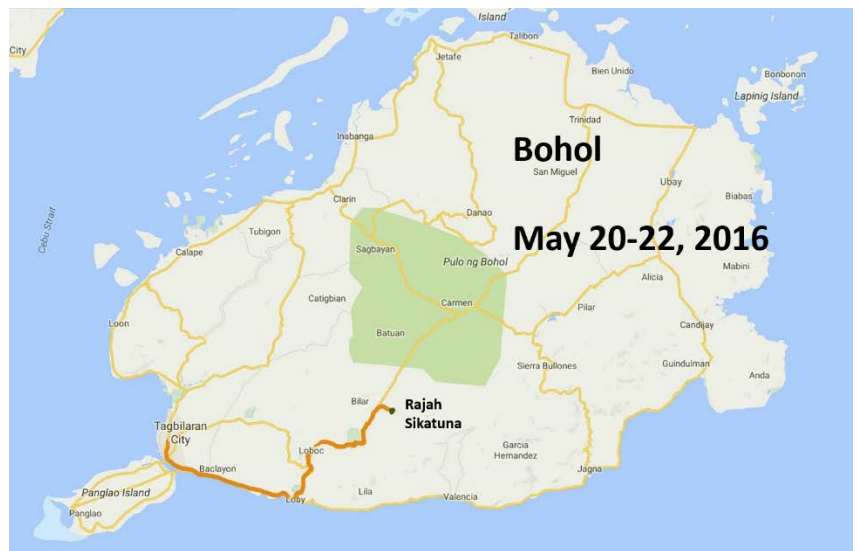 Island
Talibon
City
Jetafe
Bien Unido
Bonbonon
Lapinig Island
Trinidad
Inabanga
Bohol
San Miguel
Ubay
Biabas
Clarin
Danao
Cebu Strait
Tubigon
May 20-22, 2016
Sagbayan
Calape
Pulo ng Bohol
Mabini
Alicia
Catigbian
Carmen
Pilar
Loon
Batuan
Candijay
Sierra Bullones
Guindulman
Anda
Bilar
Rajah
Sikatuna
Tagbilaran
City
Loboc
Garcia
Hernandez
Baclayon
Jagna
Panglao Island
Lila
Loay
Valencia
Panglao